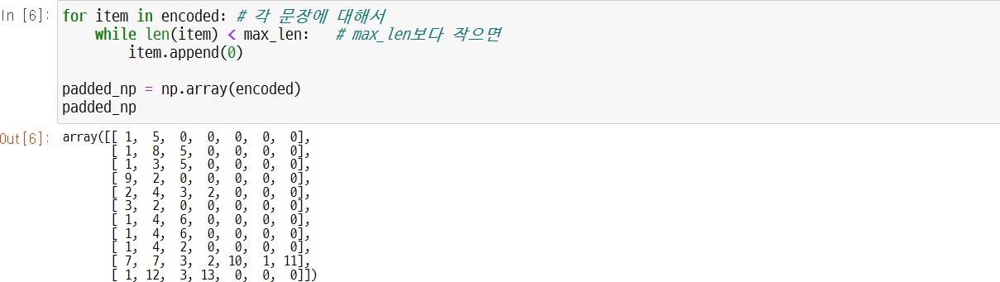 In [6]: for item in encoded: # 각 문장에 대해서
while len(item) < max_len: # max_len보다 작으면
item.append(0)
padded_np = np.array(encoded)
padded_np
Out[6]: array([[ 1, 5, 0, 0, 0, 0, 0],
[ 1, 8, 5, 0, 0, 0, 0],
[ 1, 3, 5, 0, 0, 0, 0],
[ 9, 2, 0, 0, 0, 0, 0],
[ 2, 4, 3, 2, 0, 0, 0],
[ 3, 2, 0, 0, 0, 0, 0],
[ 1, 4, 6, 0, 0, 0, 0],
[ 1, 4, 6, 0, 0, 0, 0],
[ 1, 4, 2, 0, 0, 0, 0],
[ 7, 7, 3, 2, 10, 1, 11],
[ 1, 12, 3, 13, 0, 0, 0]])